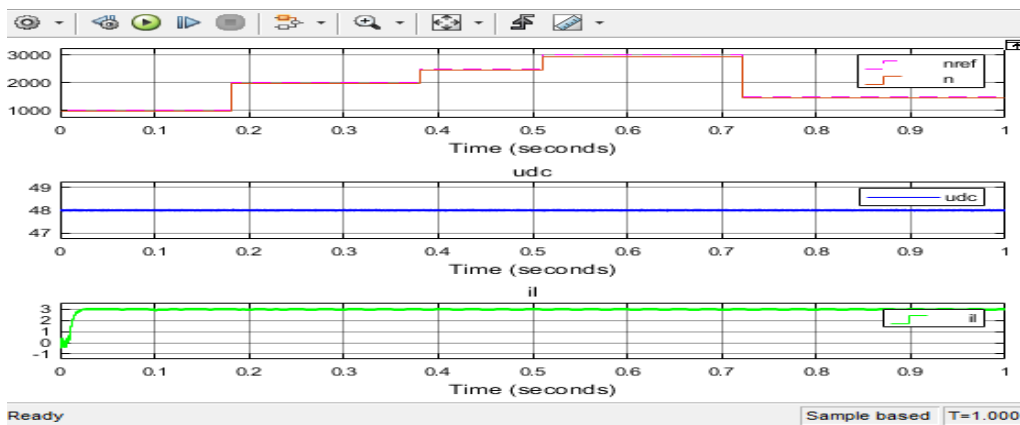 3000
2000
1000
nref
n
0 0.1 0.2 0.3 0.4 0.5 0.6 0.7 0.8 0.9 1
Time (seconds)
udc
49
48
47
udc
0 0.1 0.2 0.3 0.4 0.5 0.6 0.7 0.8 0.9 1
Time (seconds)
il
3
2
1
0
-1
il
0 0.1 0.2 0.3 0.4 0.5 0.6 0.7 0.8 0.9 1
Time (seconds)
Ready Sample based T=1.000